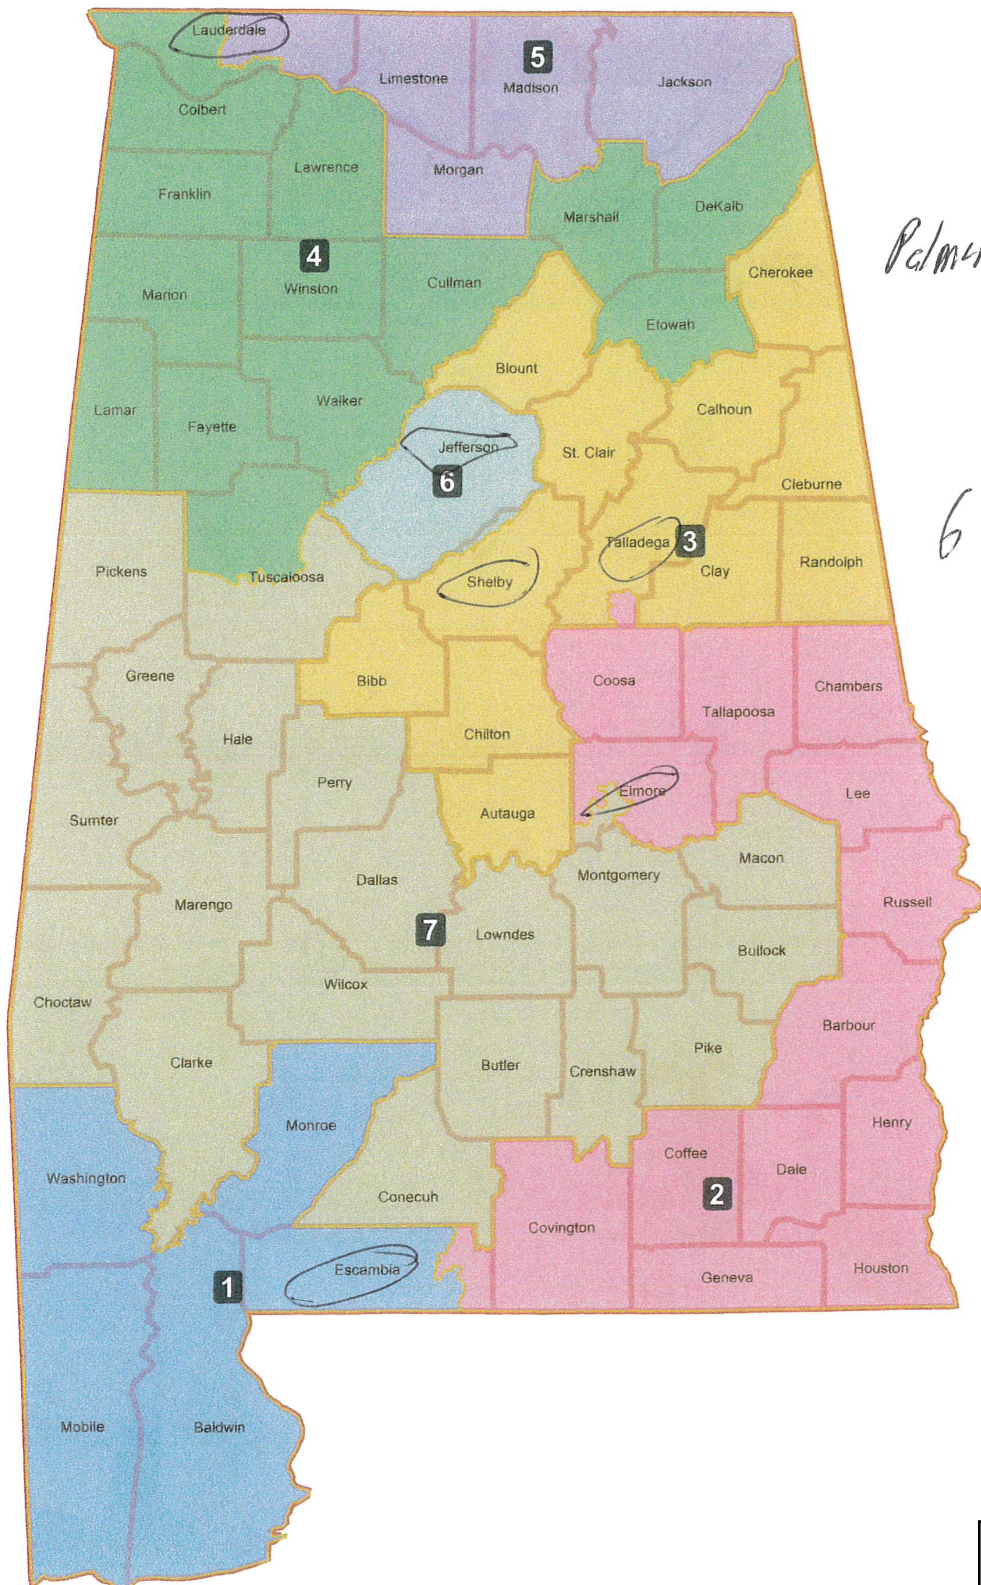 Lauderdale
5
Limestone
Madison
Jackson
Colbert
Lawrence
Morgan
Franklin
DeKalb
Marshall
4
Cherokee
Marion
Winston
Cullman
Etowah
Blount
Walker
Calhoun
Lamar
Fayette
Jefferson
St. Clair
6
Cleburne
6
Talladega
3
Pickens
Tuscaloosa
Shelby
Clay
Randolph
Greene
Bibb
Coosa
Chambers
Tallapoosa
Hale
Chilton
Perry
Elmore
Lee
Sumter
Autauga
Macon
Dallas
Montgomery
Marengo
Russell
7
Lowndes
Bullock
Choctaw
Wilcox
Barbour
Clarke
Butler
Crenshaw
Pike
Monroe
Henry
Washington
Coffee
Dale
Conecuh
2
Covington
Escambia
1
Geneva
Houston
Mobile
Baldwin